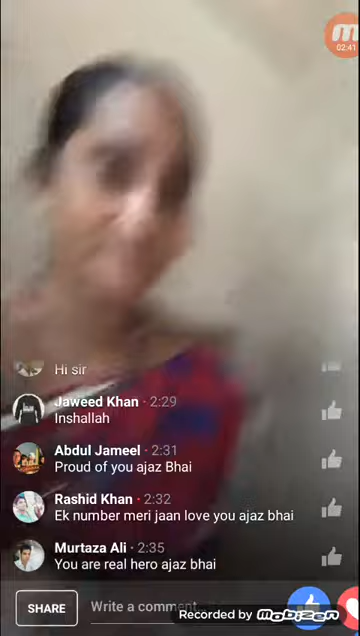 02:41
Hi sir
Jaweed Khan · 2:29
Inshallah
Abdul Jameel · 2:31
Proud of you ajaz Bhai
Rashid Khan · 2:32
Ek number meri jaan love you ajaz bhai
Murtaza Ali · 2:35
You are real hero ajaz bhai
SHARE
Write a comment...
Recorded by mobizen